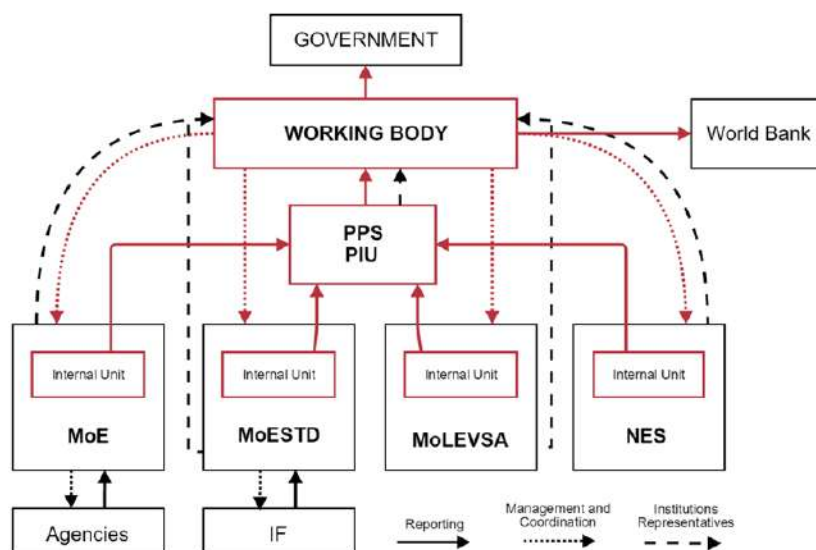 GOVERNMENT
WORKING BODY
World Bank
PPS
PIU
Internal Unit
Internal Unit
Internal Unit
Internal Unit
MoE
MoESTD
MoLEVSA
NES
Agencies
IF
Reporting
Management and
Coordination
Institutions
Representatives